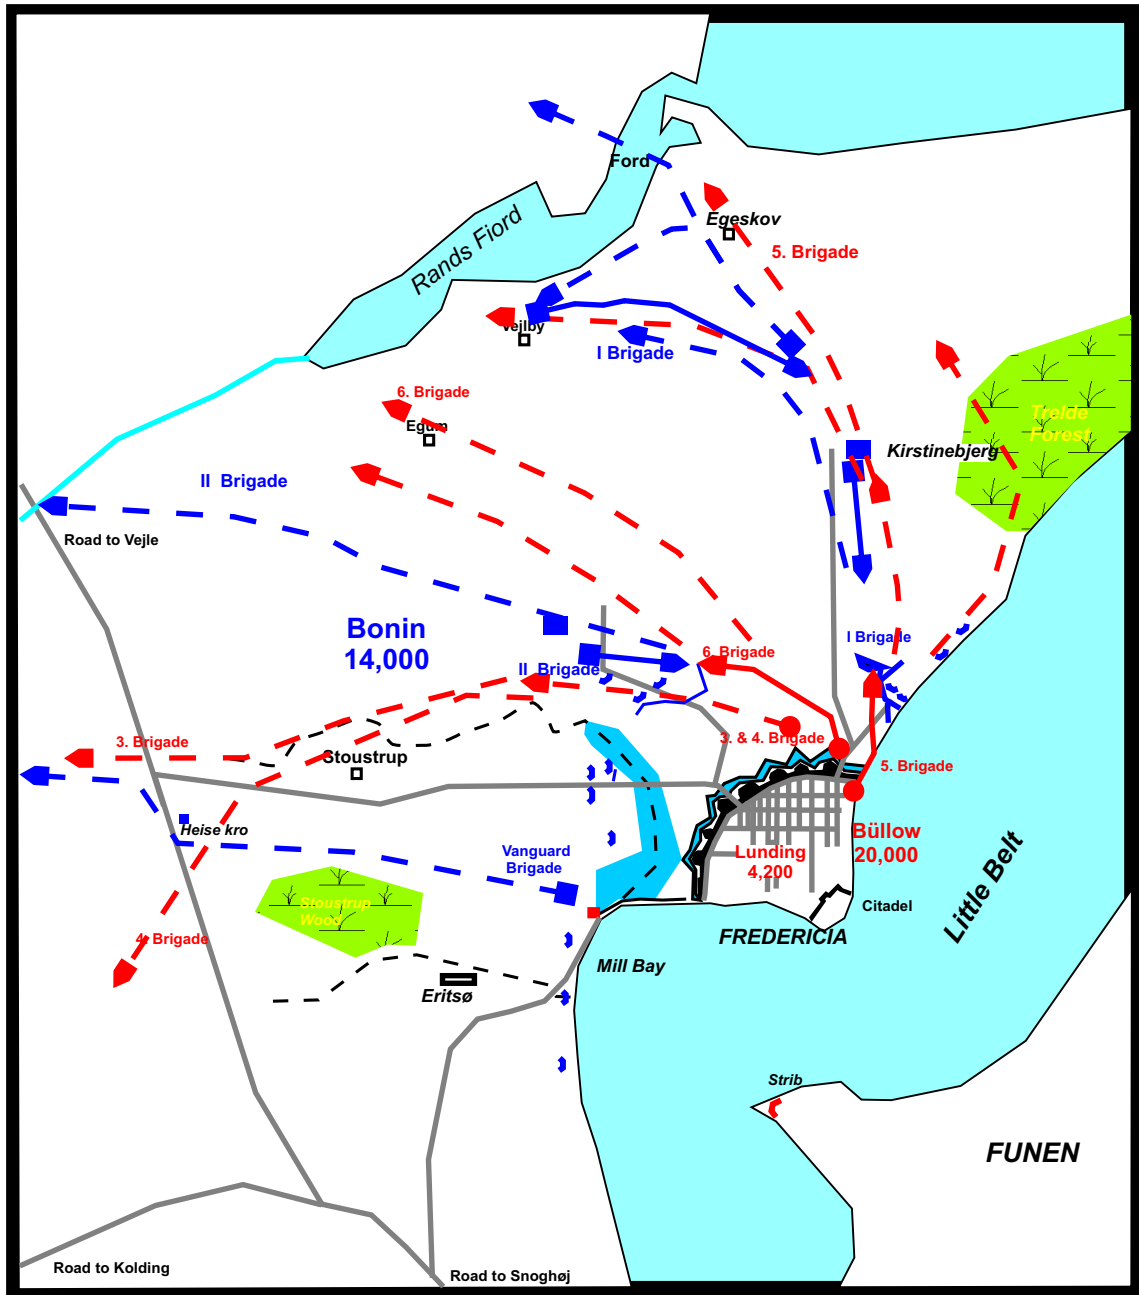 Ford
Egeskov
Rands Fiord
5. Brigade
Vejlby
I Brigade
6. Brigade
Egum
Trelde
Forest
Kirstinebjerg
II Brigade
Road to Vejle
Bonin
14,000
I Brigade
6. Brigade
II Brigade
3. Brigade
3. & 4. Brigade
Stoustrup
5. Brigade
Heise kro
Büllow
20,000
Vanguard
Brigade
Lunding
4,200
Little Belt
Stoustrup
Wood
Citadel
4. Brigade
FREDERICIA
Mill Bay
Eritsø
Strib
FUNEN
Road to Kolding
Road to Snoghøj